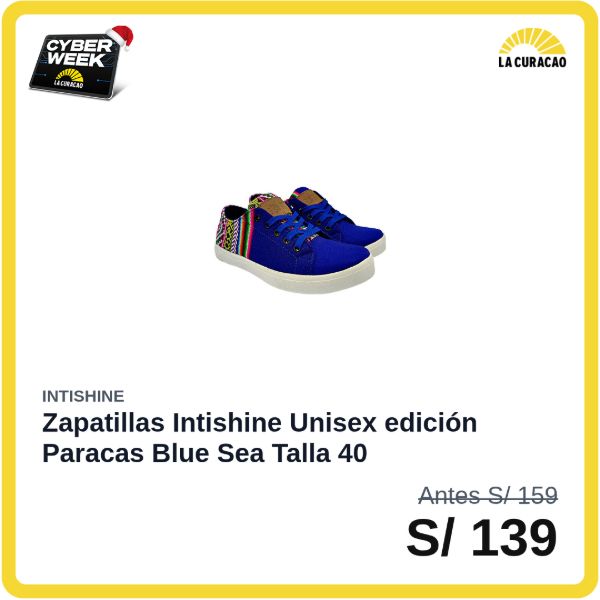 CYBER
WEEK
LA CURACAO
LA CURACAO
INTISHINE
Zapatillas Intishine Unisex edición
Paracas Blue Sea Talla 40
Antes S/ 159
S/ 139